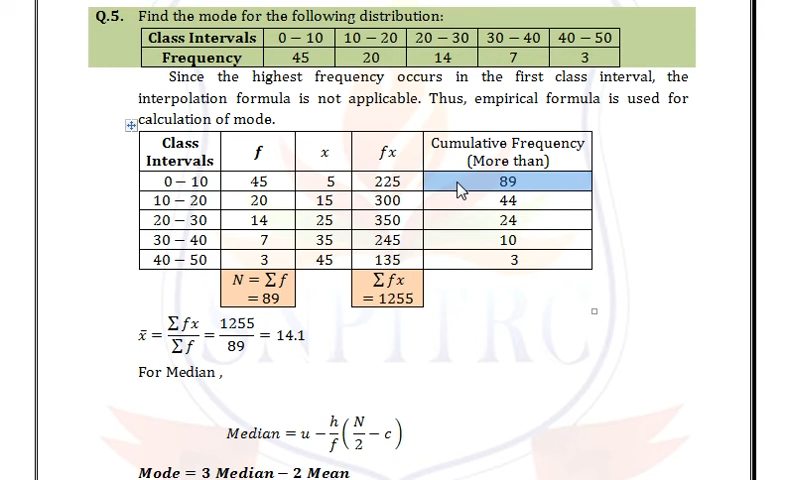 Q.5. Find the mode for the following distribution:
Class Intervals 0 – 10 10 – 20 20 – 30 30 – 40 40 – 50
Frequency 45 20 14 7 3
Since the highest frequency occurs in the first class interval, the
interpolation formula is not applicable. Thus, empirical formula is used for
calculation of mode.
Class Intervals f x fx Cumulative Frequency (More than)
0 – 10 45 5 225 89
10 – 20 20 15 300 44
20 – 30 14 25 350 24
30 – 40 7 35 245 10
40 – 50 3 45 135 3
N = Σf = 89 Σfx = 1255
x̄ = Σfx / Σf = 1255 / 89 = 14.1
For Median ,
Median = u − h/f (N/2 − c)
Mode = 3 Median − 2 Mean
SNPITRC